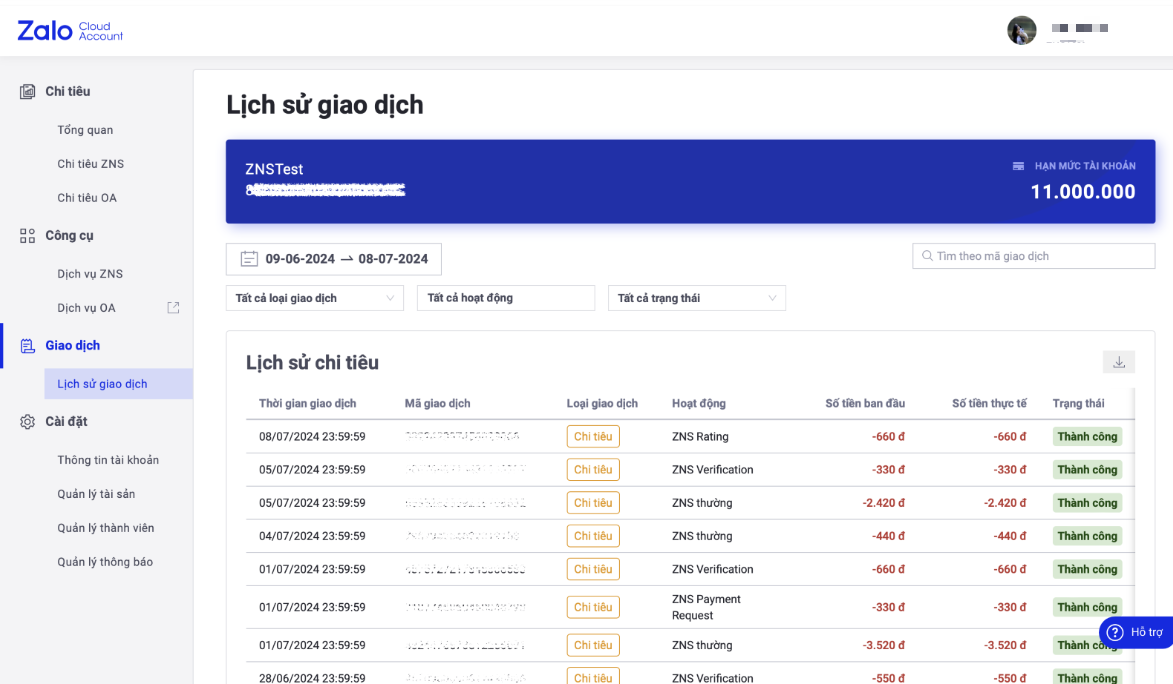 Zalo Cloud Account
Chi tiêu
Tổng quan
Chi tiêu ZNS
Chi tiêu OA
Công cụ
Dịch vụ ZNS
Dịch vụ OA
Giao dịch
Lịch sử giao dịch
Cài đặt
Thông tin tài khoản
Quản lý tài sản
Quản lý thành viên
Quản lý thông báo
Lịch sử giao dịch
ZNSTest
HẠN MỨC TÀI KHOẢN
11.000.000
09-06-2024 → 08-07-2024
Tìm theo mã giao dịch
Tất cả loại giao dịch Tất cả hoạt động Tất cả trạng thái
Lịch sử chi tiêu
Thời gian giao dịch Mã giao dịch Loại giao dịch Hoạt động Số tiền ban đầu Số tiền thực tế Trạng thái
08/07/2024 23:59:59 Chi tiêu ZNS Rating -660 đ -660 đ Thành công
05/07/2024 23:59:59 Chi tiêu ZNS Verification -330 đ -330 đ Thành công
05/07/2024 23:59:59 Chi tiêu ZNS thường -2.420 đ -2.420 đ Thành công
04/07/2024 23:59:59 Chi tiêu ZNS thường -440 đ -440 đ Thành công
01/07/2024 23:59:59 Chi tiêu ZNS Verification -660 đ -660 đ Thành công
01/07/2024 23:59:59 Chi tiêu ZNS Payment Request -330 đ -330 đ Thành công
01/07/2024 23:59:59 Chi tiêu ZNS thường -3.520 đ -3.520 đ Thành công
28/06/2024 23:59:59 Chi tiêu ZNS Verification -550 đ -550 đ Thành công
Hỗ trợ